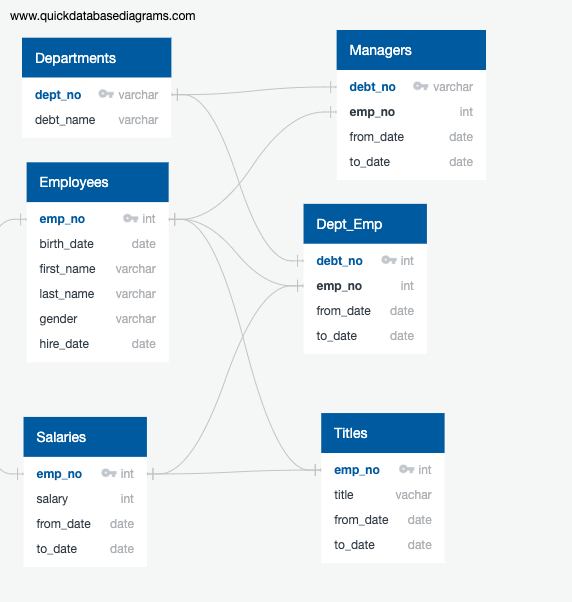 www.quickdatabasediagrams.com
Departments
dept_no varchar
debt_name varchar
Managers
debt_no varchar
emp_no int
from_date date
to_date date
Employees
emp_no int
birth_date date
first_name varchar
last_name varchar
gender varchar
hire_date date
Dept_Emp
debt_no int
emp_no int
from_date date
to_date date
Salaries
emp_no int
salary int
from_date date
to_date date
Titles
emp_no int
title vachar
from_date date
to_date date